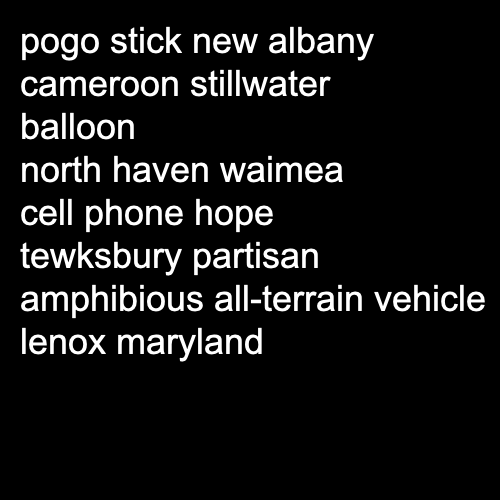 pogo stick new albany
cameroon stillwater
balloon
north haven waimea
cell phone hope
tewksbury partisan
amphibious all-terrain vehicle
lenox maryland